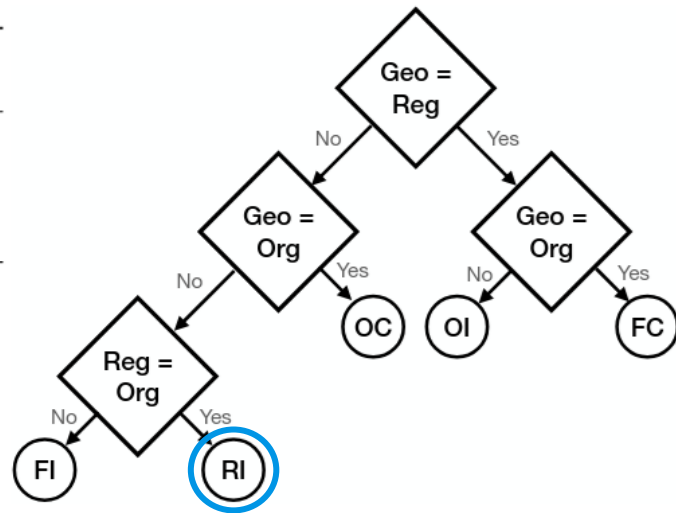 Geo =
Reg
No
Yes
Geo =
Org
Geo =
Org
No
Yes
No
Yes
OC
OI
FC
Reg =
Org
No
Yes
FI
RI